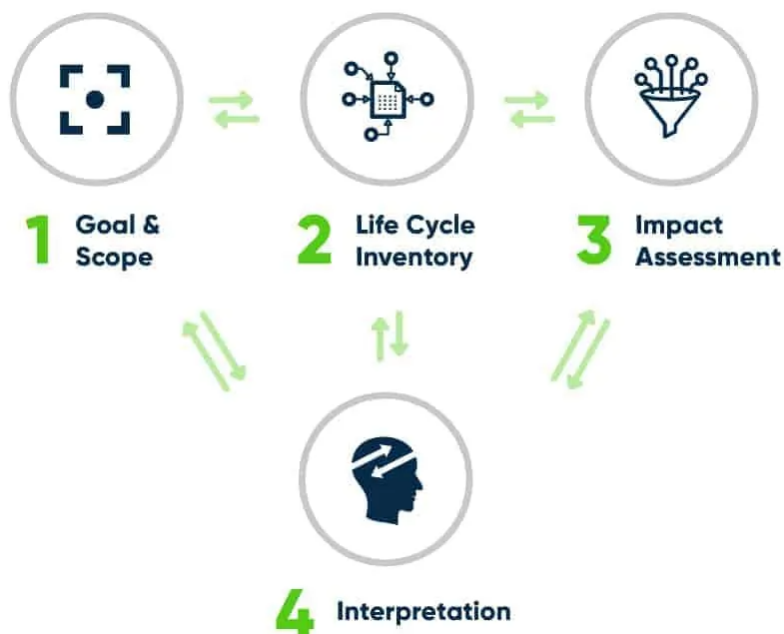 1 Goal &
Scope
2 Life Cycle
Inventory
3 Impact
Assessment
4 Interpretation